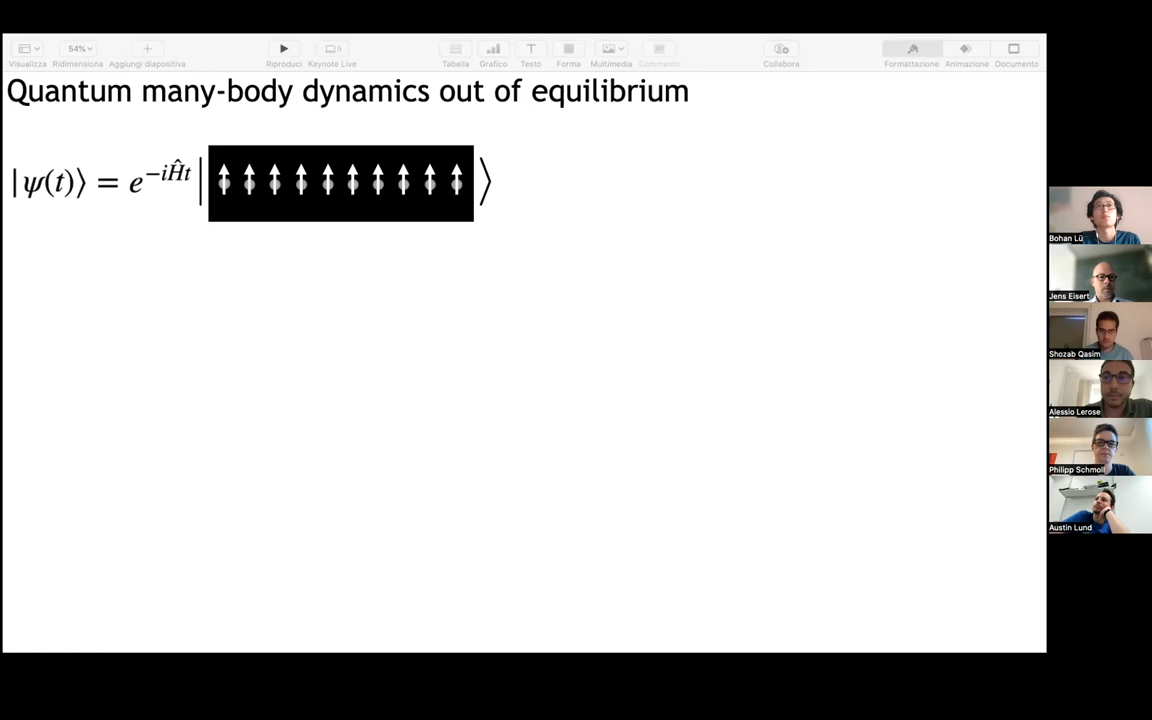 54%
Visualizza Ridimensiona Aggiungi diapositiva Riproduci Keynote Live Tabella Grafico Testo Forma Multimedia Commento Collabora Formattazione Animazione Documento
Quantum many-body dynamics out of equilibrium
|ψ(t)⟩ = e^{-iĤt} | ↑ ↑ ↑ ↑ ↑ ↑ ↑ ↑ ↑ ↑ ⟩
Bohan Lü
Jens Eisert
Shozab Qasim
Alessio Lerose
Philipp Schmoll
Austin Lund